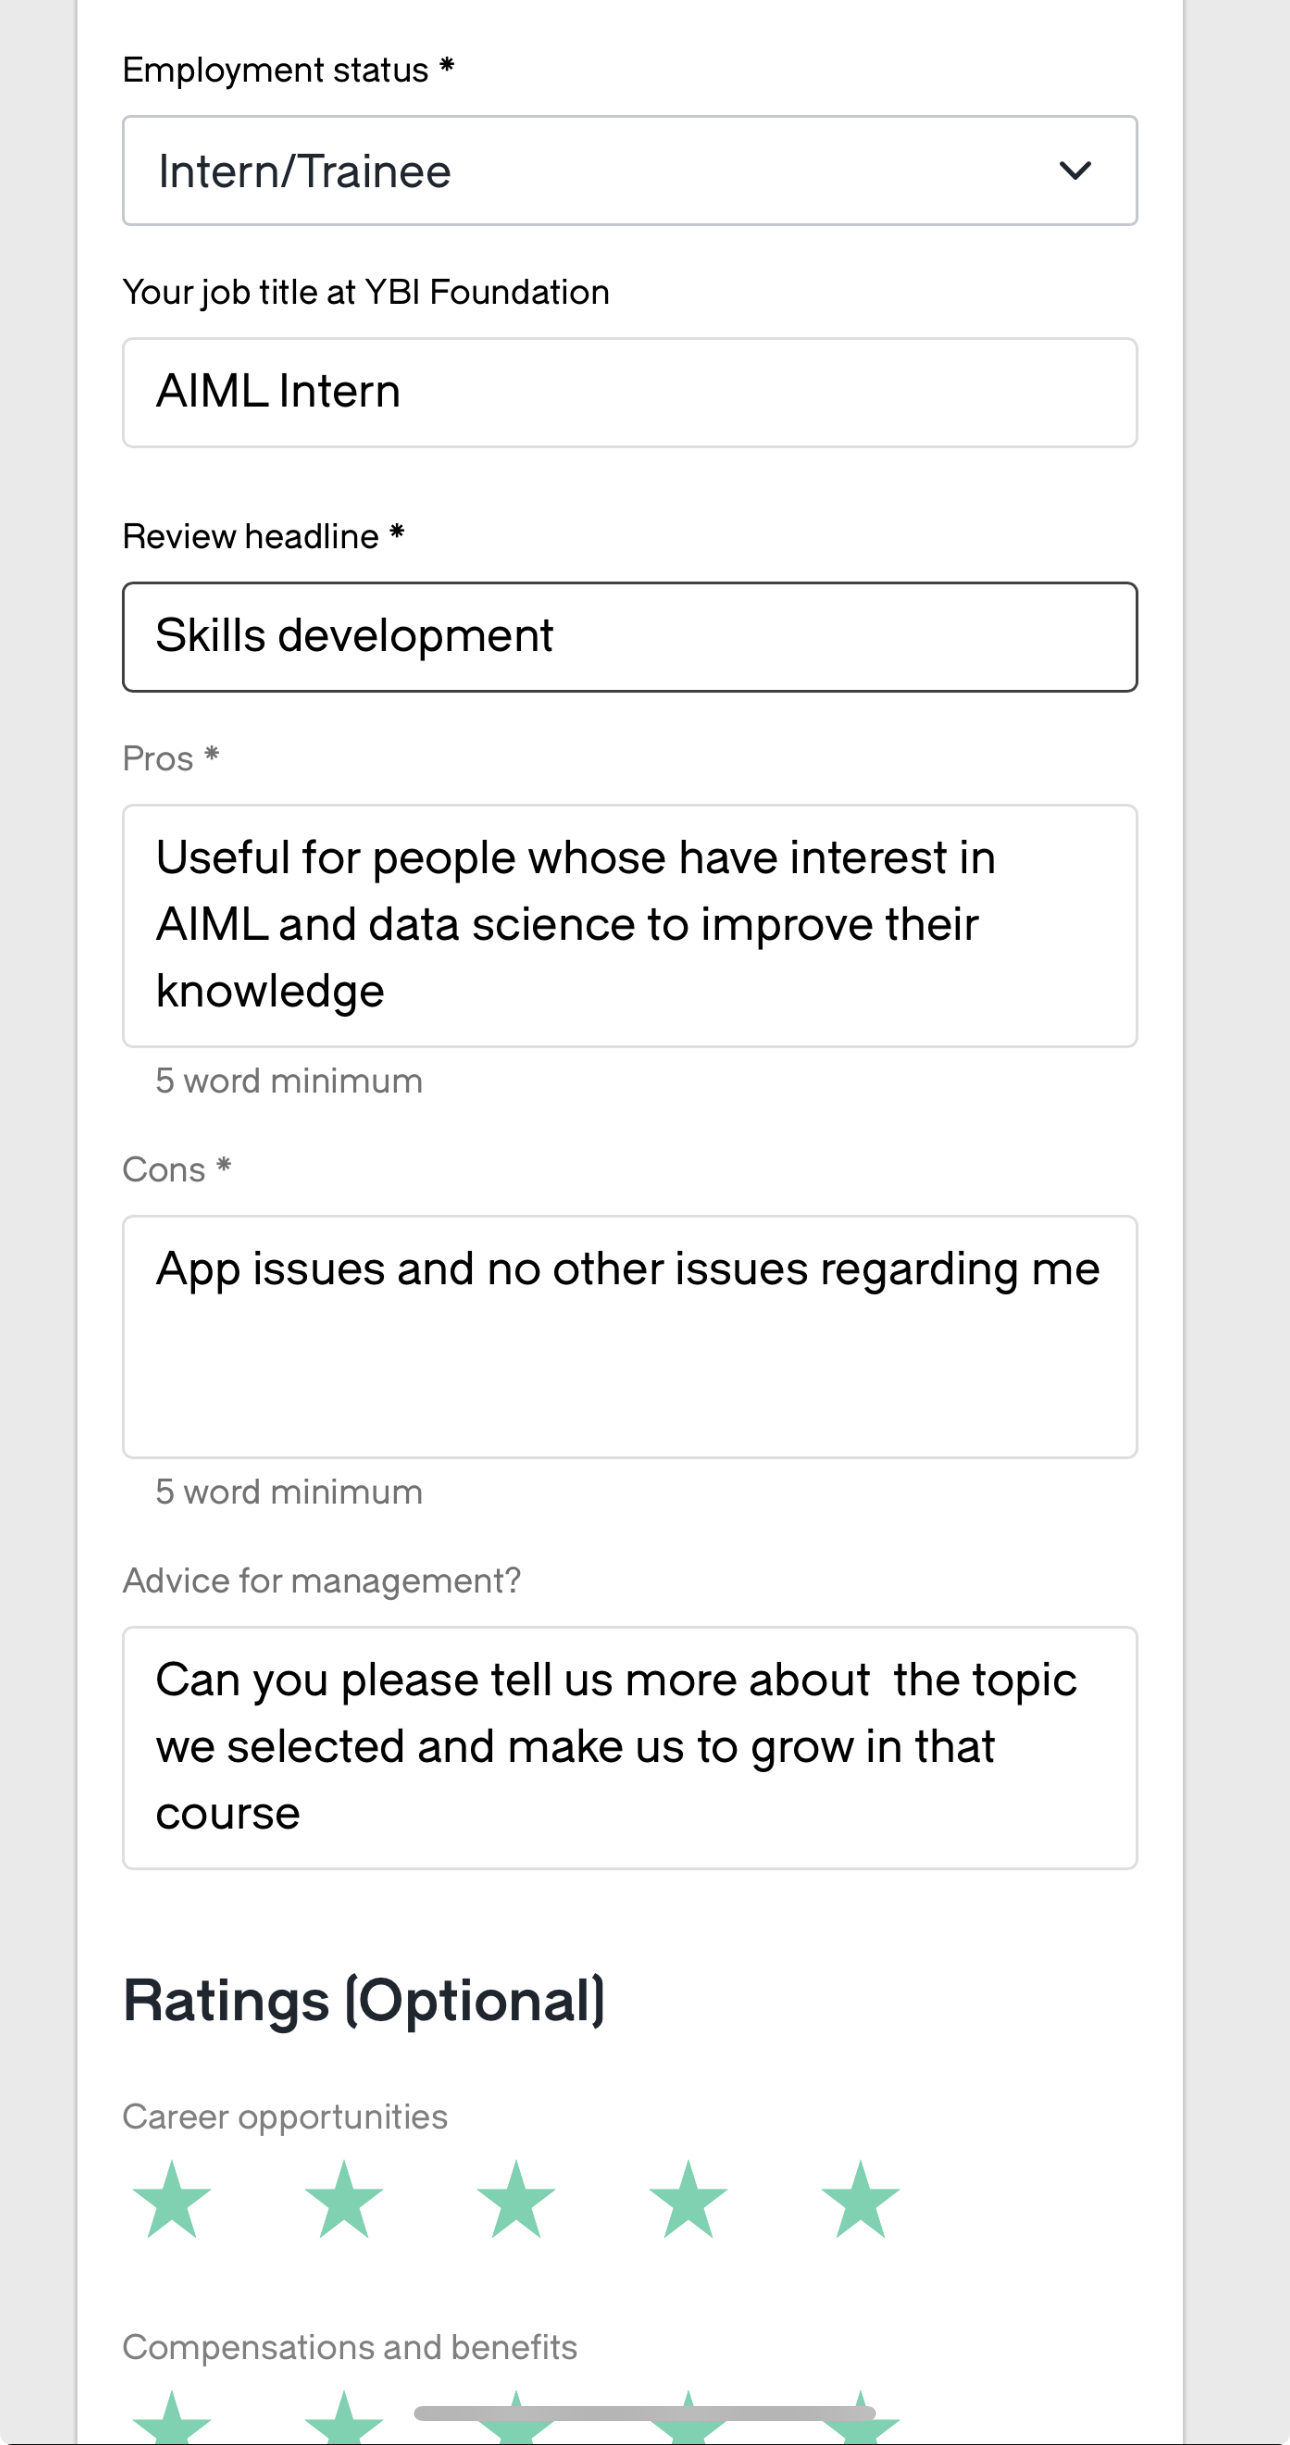 Employment status *
Intern/Trainee
Your job title at YBI Foundation
AIML Intern
Review headline *
Skills development
Pros *
Useful for people whose have interest in
AIML and data science to improve their
knowledge
5 word minimum
Cons *
App issues and no other issues regarding me
5 word minimum
Advice for management?
Can you please tell us more about  the topic
we selected and make us to grow in that
course
Ratings (Optional)
Career opportunities
Compensations and benefits